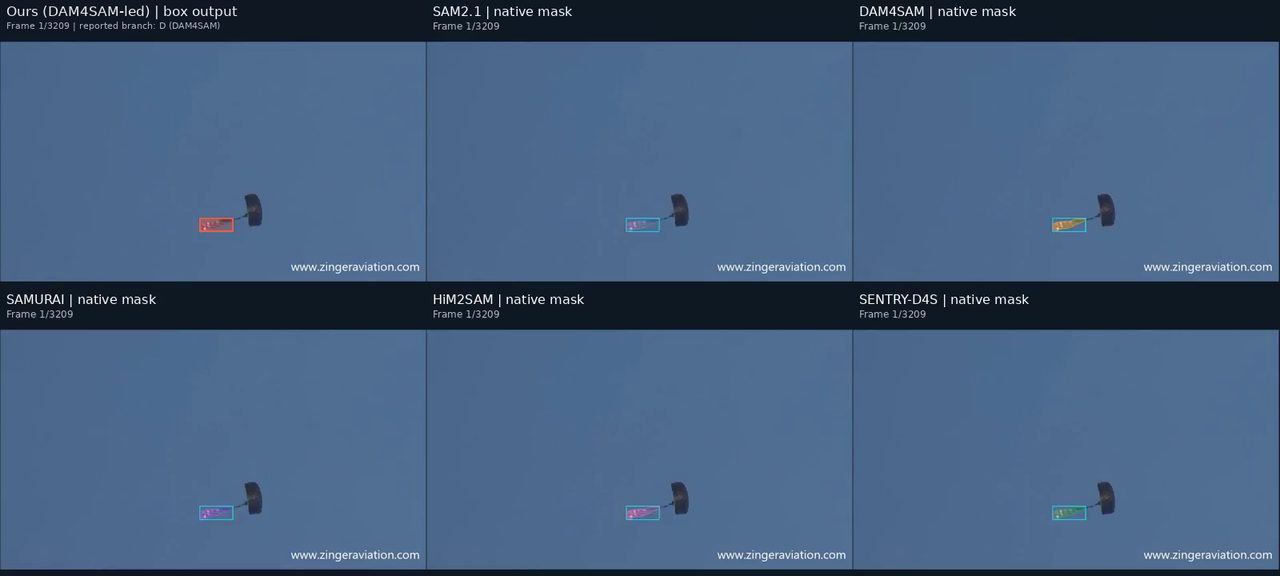 Ours (DAM4SAM-led) | box output
Frame 1/3209 | reported branch: D (DAM4SAM)
SAM2.1 | native mask
Frame 1/3209
DAM4SAM | native mask
Frame 1/3209
www.zingeraviation.com
www.zingeraviation.com
www.zingeraviation.com
SAMURAI | native mask
Frame 1/3209
HiM2SAM | native mask
Frame 1/3209
SENTRY-D4S | native mask
Frame 1/3209
www.zingeraviation.com
www.zingeraviation.com
www.zingeraviation.com